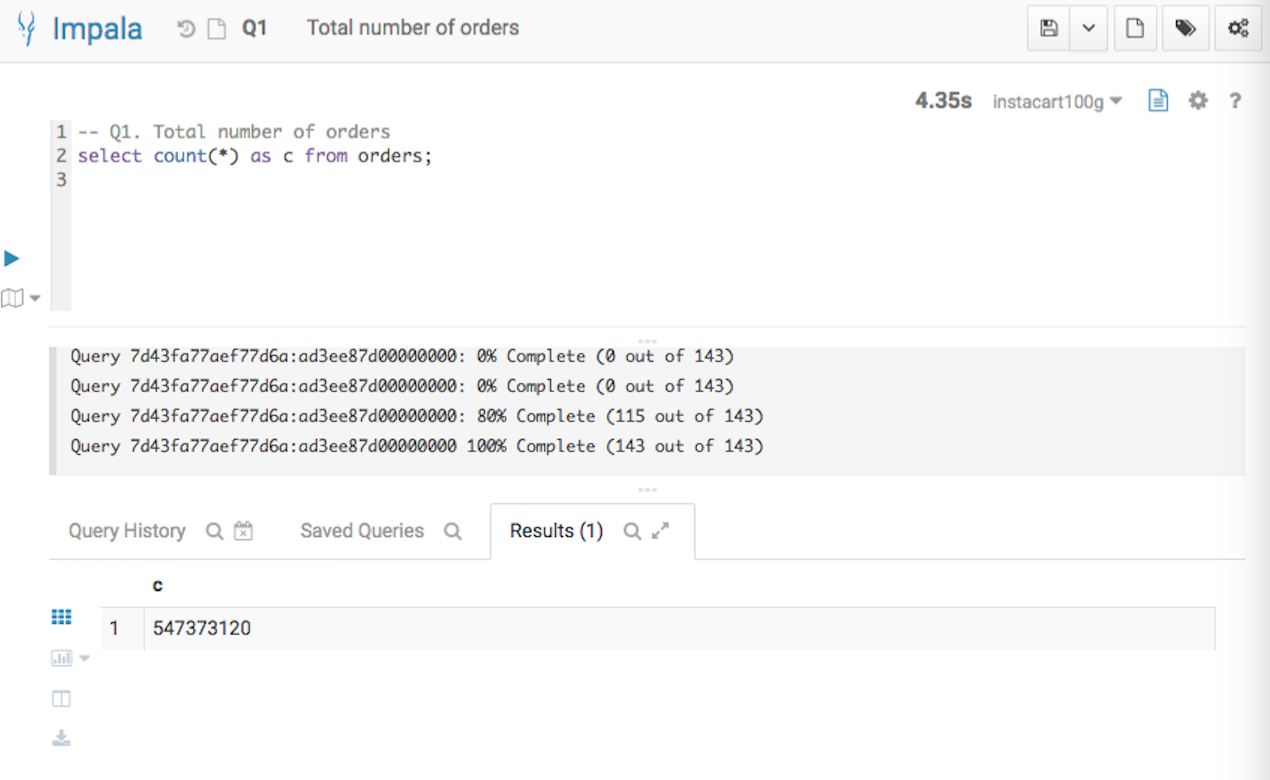 Impala Q1 Total number of orders
4.35s instacart100g ?
1 -- Q1. Total number of orders
2 select count(*) as c from orders;
3
Query 7d43fa77aef77d6a:ad3ee87d00000000: 0% Complete (0 out of 143)
Query 7d43fa77aef77d6a:ad3ee87d00000000: 0% Complete (0 out of 143)
Query 7d43fa77aef77d6a:ad3ee87d00000000: 80% Complete (115 out of 143)
Query 7d43fa77aef77d6a:ad3ee87d00000000 100% Complete (143 out of 143)
Query History Saved Queries Results (1)
c
1 547373120